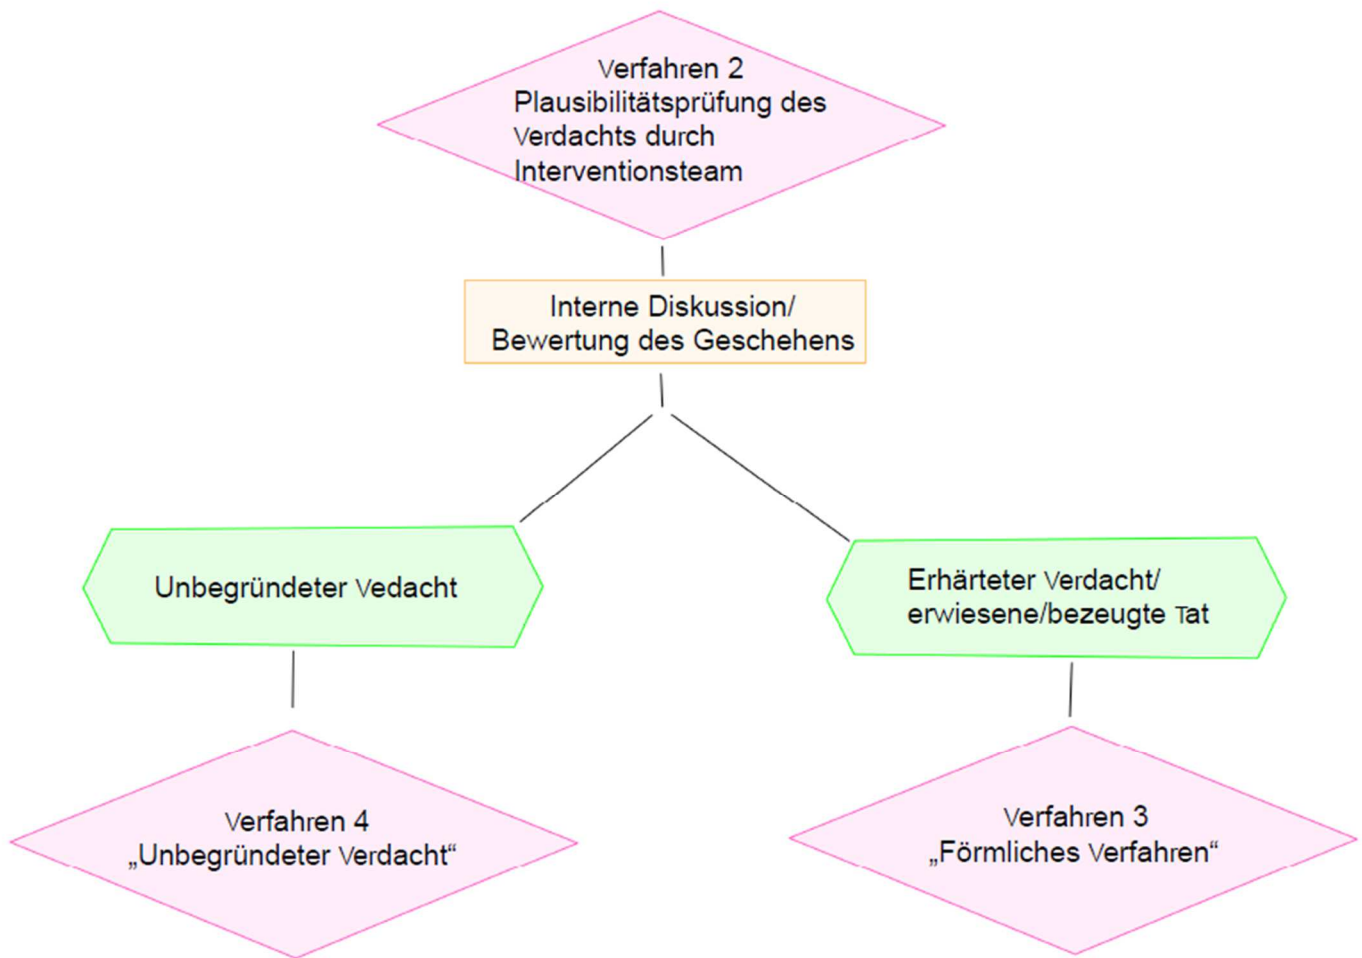 Verfahren 2
Plausibilitätsprüfung des
Verdachts durch
Interventionsteam
Interne Diskussion/
Bewertung des Geschehens
Unbegründeter Vedacht
Erhärteter Verdacht/
erwiesene/bezeugte Tat
Verfahren 4
„Unbegründeter Verdacht“
Verfahren 3
„Förmliches Verfahren“